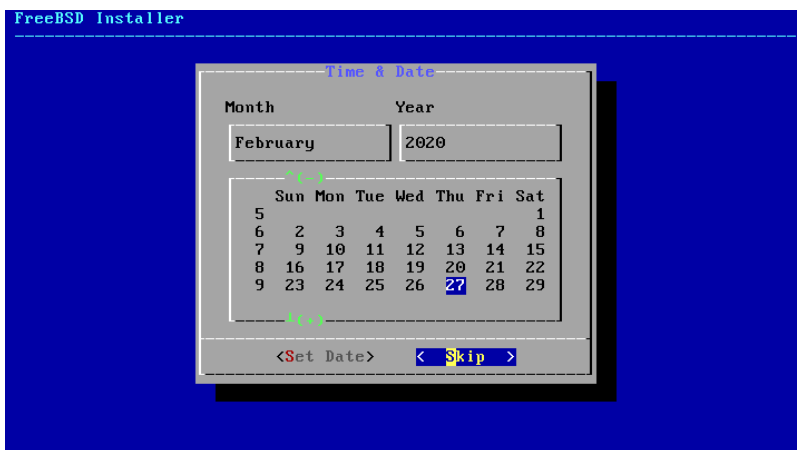 FreeBSD Installer
Time & Date
Month Year
February 2020
^(-)
Sun Mon Tue Wed Thu Fri Sat
5 1
6 2 3 4 5 6 7 8
7 9 10 11 12 13 14 15
8 16 17 18 19 20 21 22
9 23 24 25 26 27 28 29
┴(+)
<Set Date> < Skip >